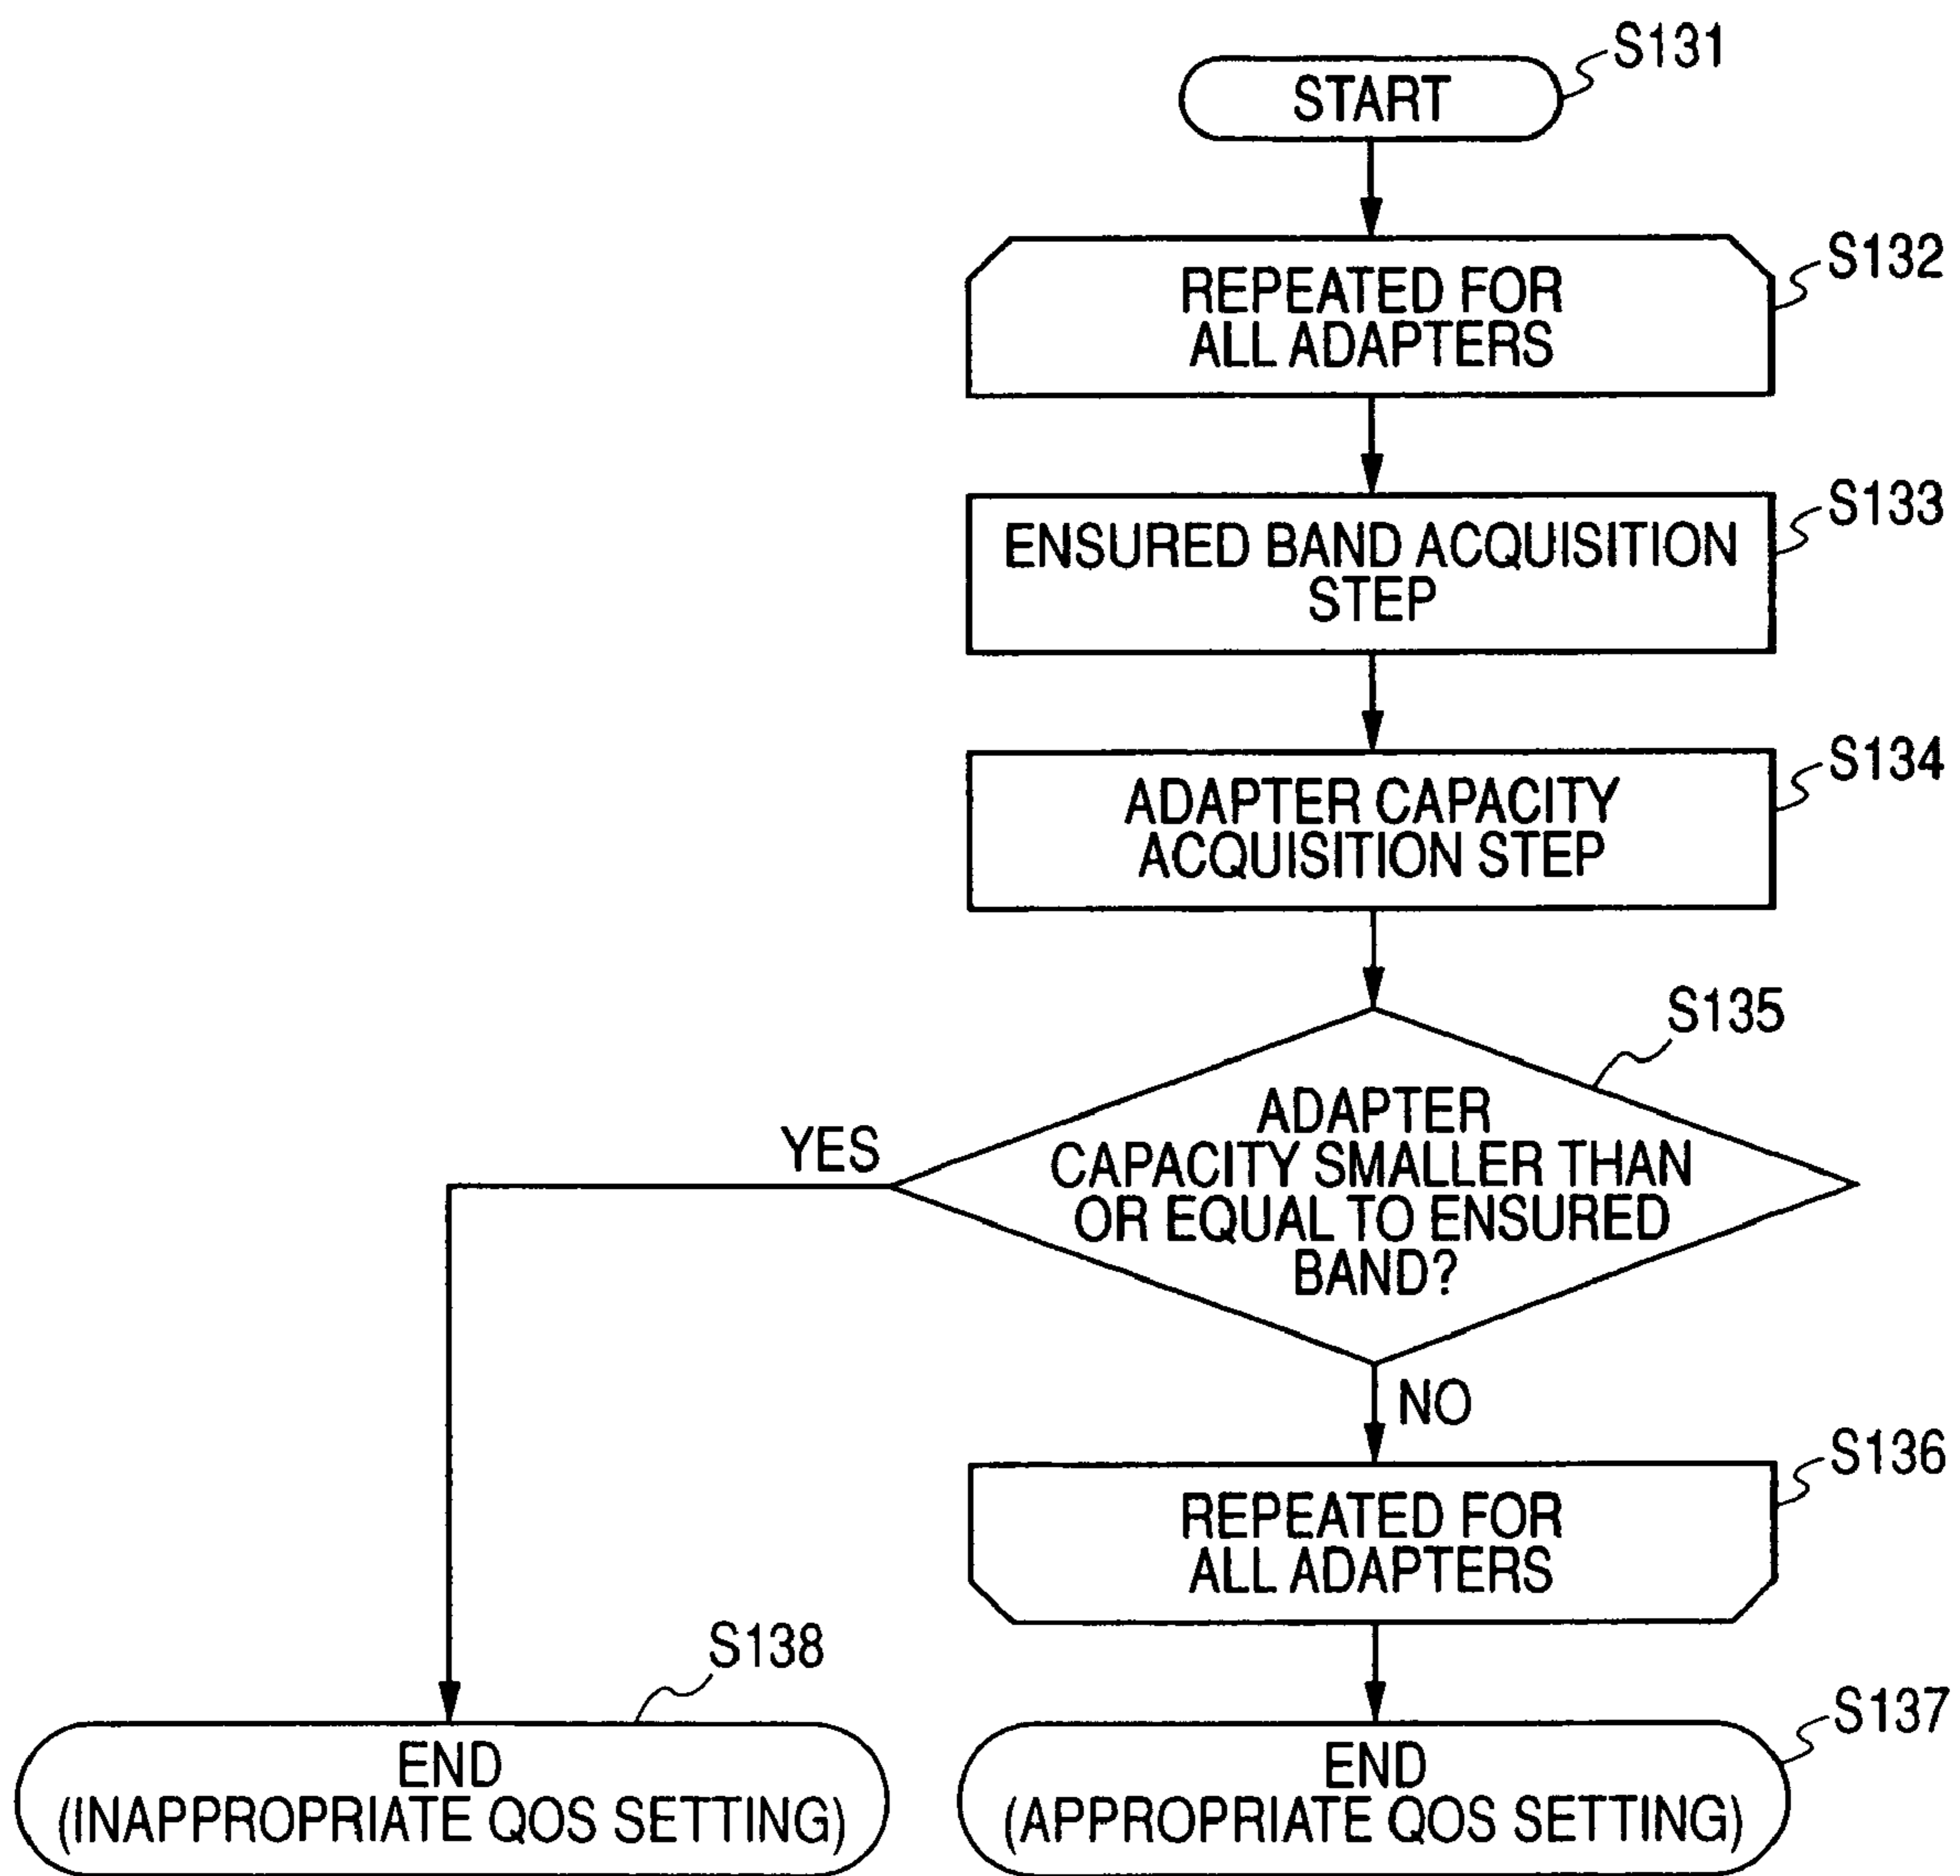 S131
START
S132
REPEATED FOR
ALL ADAPTERS
S133
ENSURED BAND ACQUISITION
STEP
S134
ADAPTER CAPACITY
ACQUISITION STEP
S135
ADAPTER
CAPACITY SMALLER THAN
OR EQUAL TO ENSURED
BAND?
YES
NO
S136
REPEATED FOR
ALL ADAPTERS
S138
END
(INAPPROPRIATE QOS SETTING)
S137
END
(APPROPRIATE QOS SETTING)